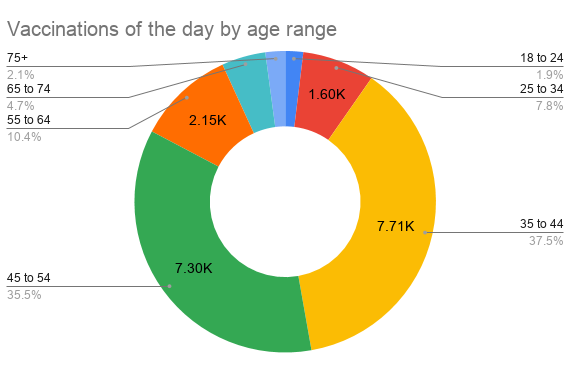 Vaccinations of the day by age range
75+
2.1%
65 to 74
4.7%
55 to 64
10.4%
45 to 54
35.5%
18 to 24
1.9%
25 to 34
7.8%
35 to 44
37.5%
1.60K
2.15K
7.71K
7.30K